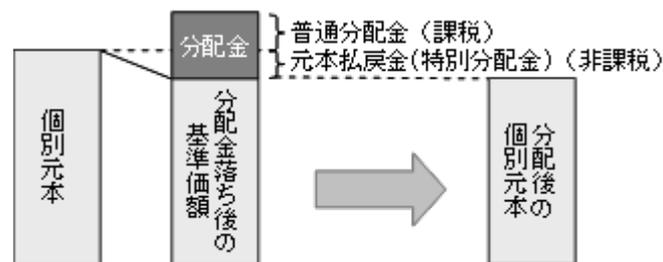 分配金
普通分配金（課税）
元本払戻金(特別分配金)（非課税）
個別元本
分配金落ち後の
基準価額
分配後の
個別元本